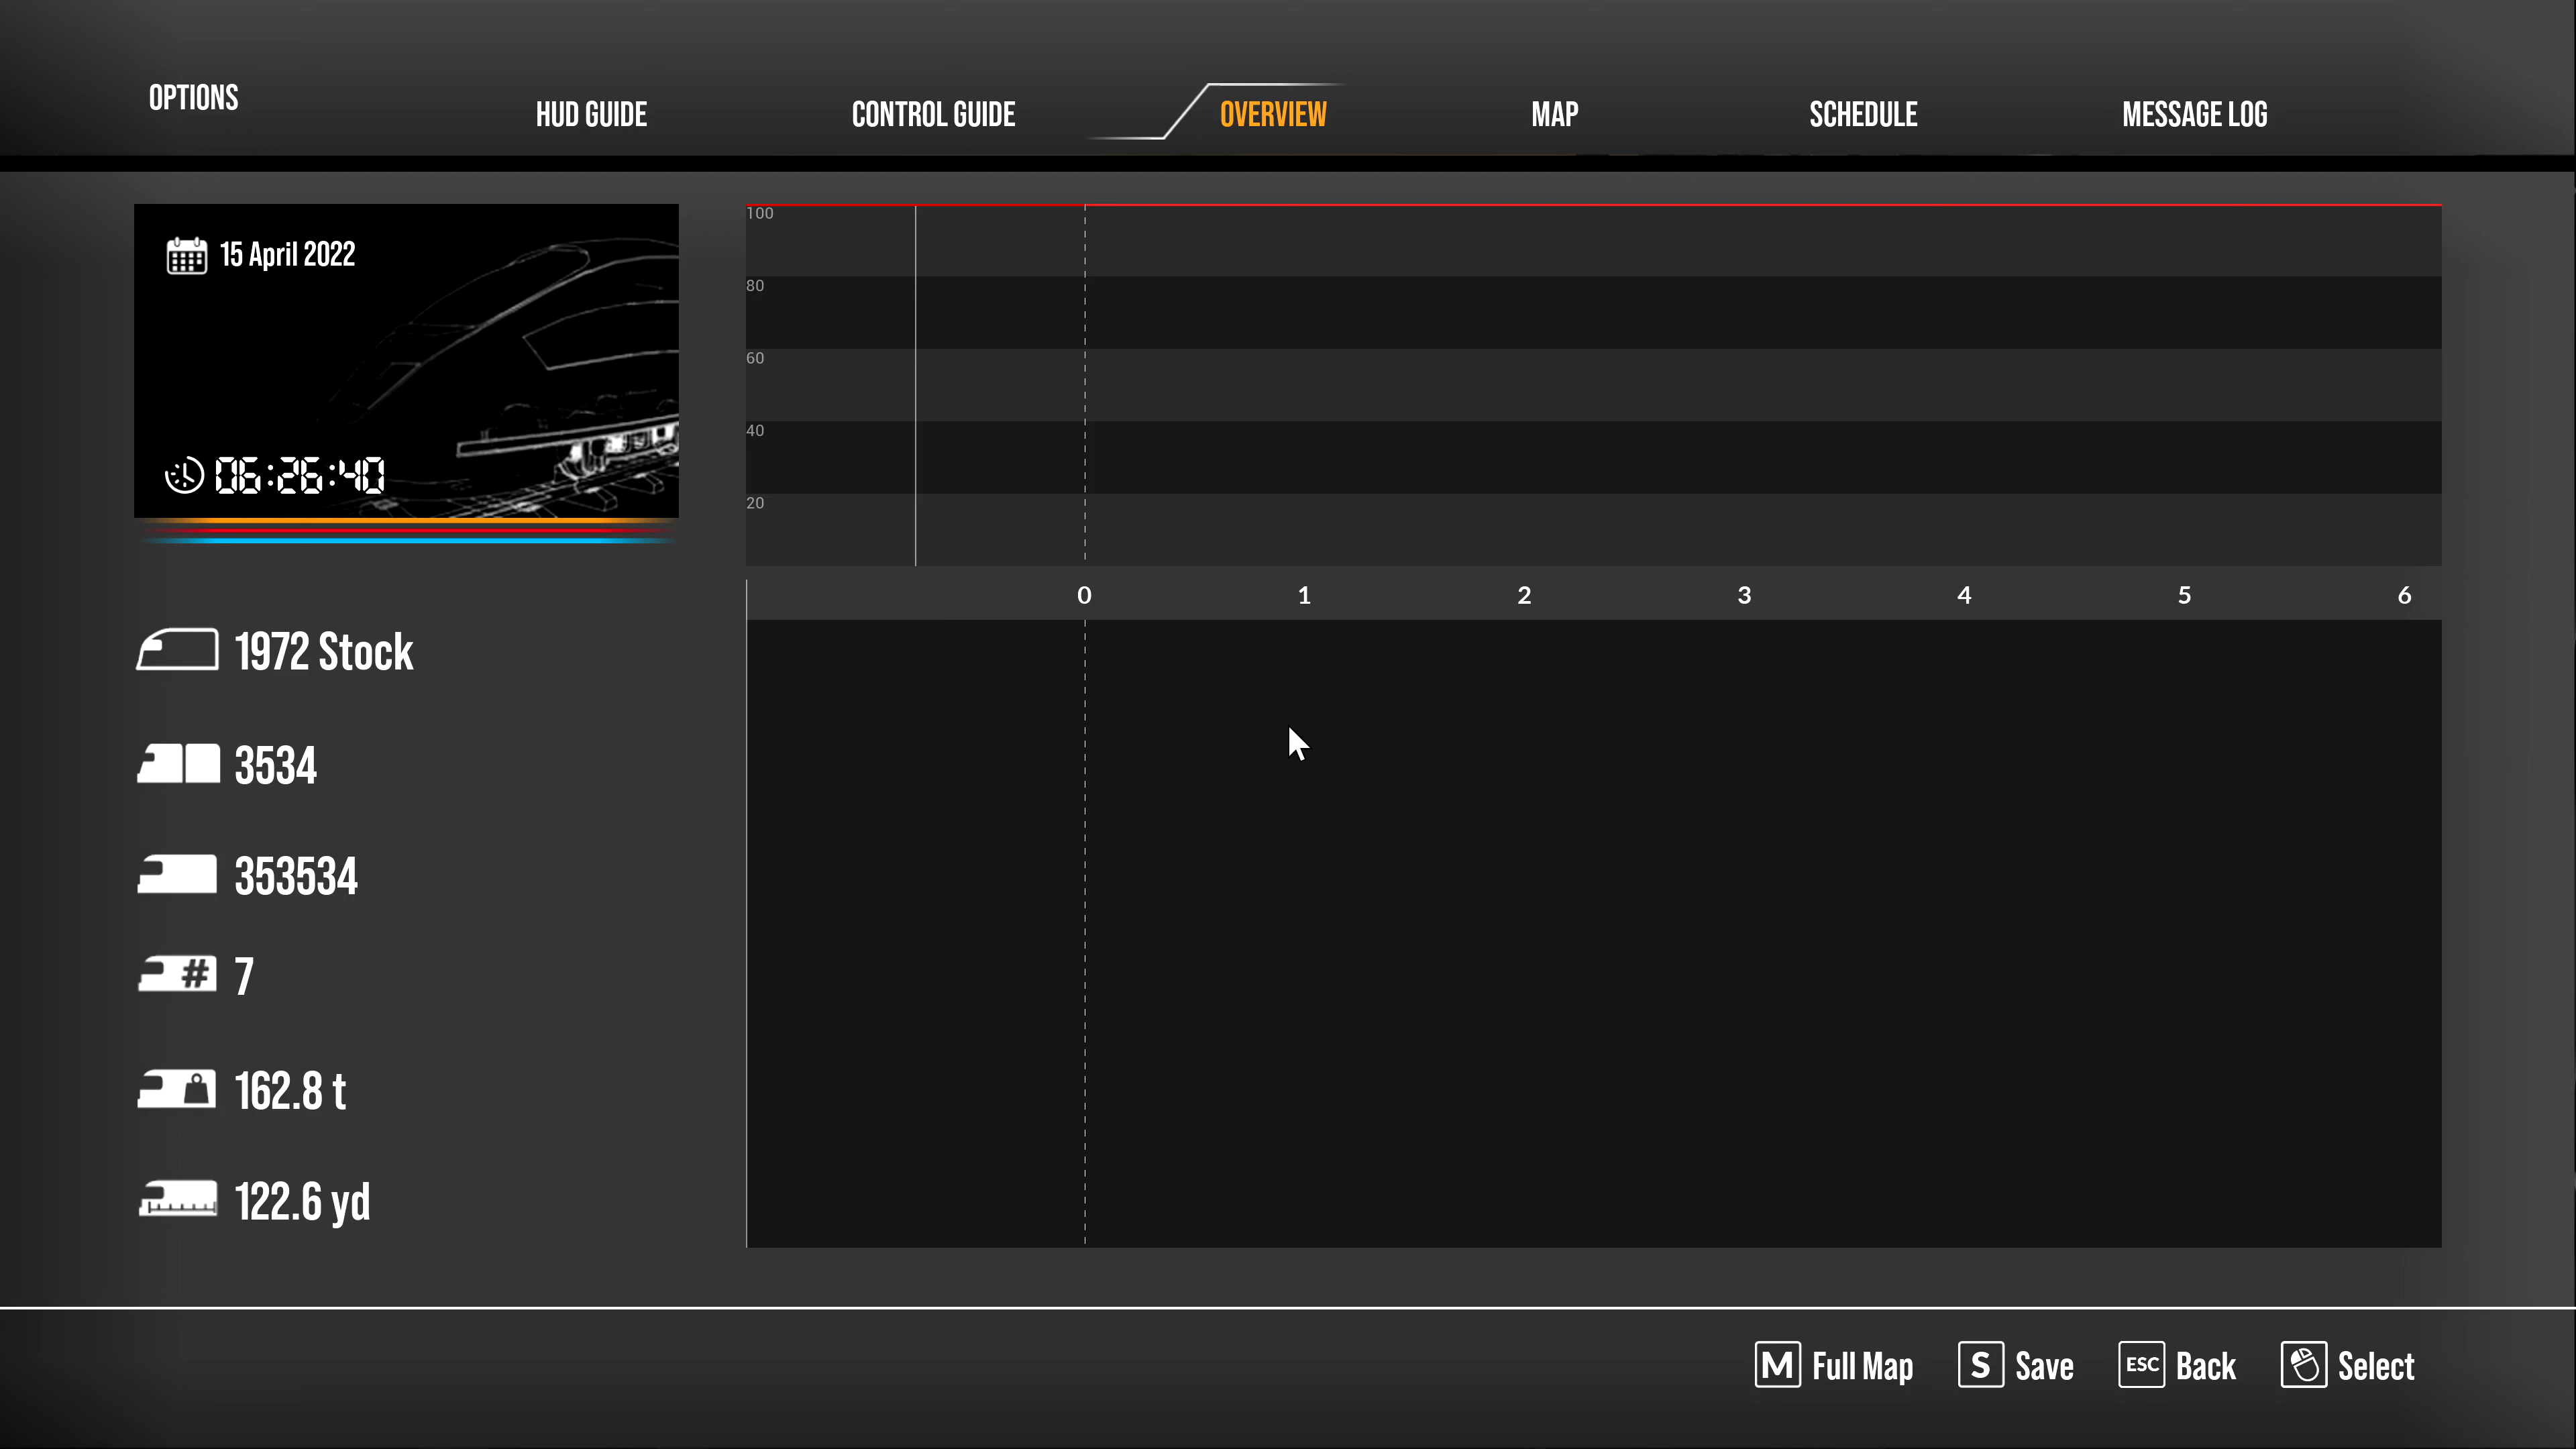 OPTIONS
HUD GUIDE
CONTROL GUIDE
OVERVIEW
MAP
SCHEDULE
MESSAGE LOG
15 April 2022
06:26:40
1972 Stock
3534
353534
# 7
162.8 t
122.6 yd
100
80
60
40
20
0 1 2 3 4 5 6
M Full Map S Save ESC Back Select